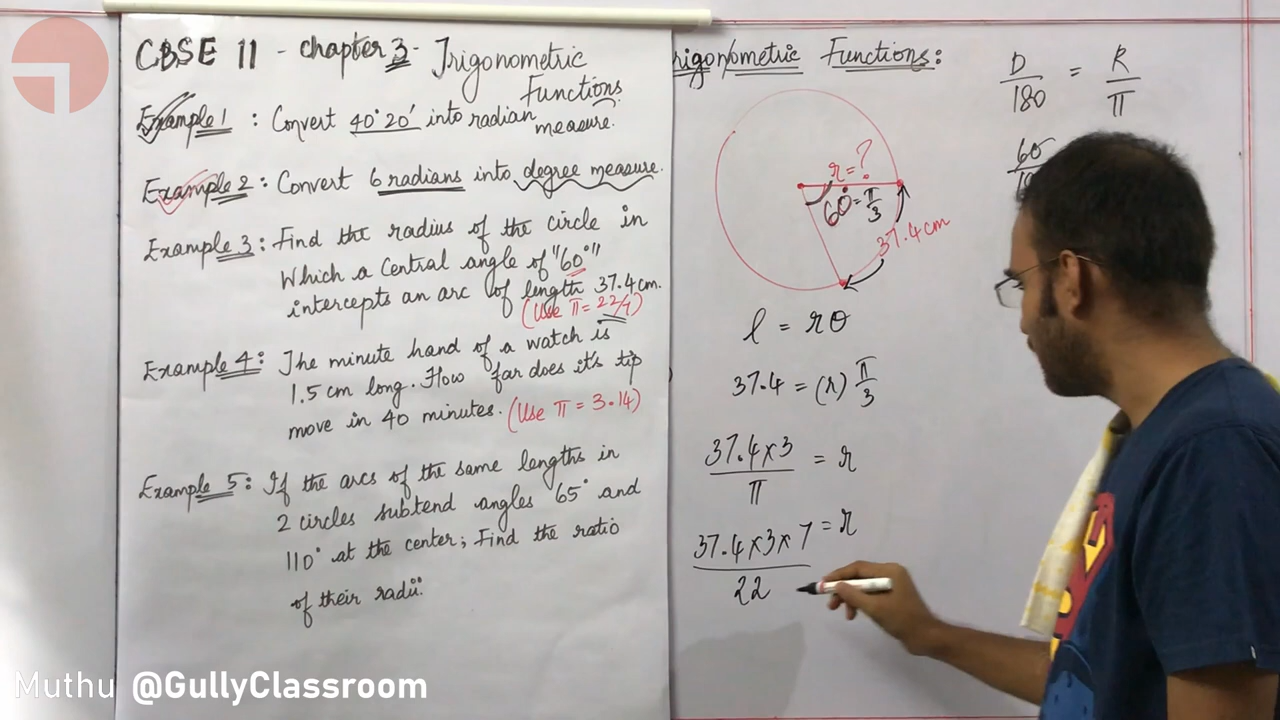 CBSE 11 - Chapter 3 - Trigonometric
Functions.
Example 1 : Convert 40° 20' into radian
measure.
Example 2 : Convert 6 radians into degree measure.
Example 3 : Find the radius of the circle in
Which a Central angle of "60°"
intercepts an arc of length 37.4 cm.
(Use π = 22/7)
Example 4 : The minute hand of a watch is
1.5 cm long. How far does it's tip
move in 40 minutes. (Use π = 3.14)
Example 5 : If the arcs of the same lengths in
2 circles subtend angles 65° and
110° at the center; Find the ratio
of their radii.
rigonometric Functions:
D/180 = R/π
60
r = ?
60° = π/3
37.4 cm
l = rθ
37.4 = (r) π/3
37.4 x 3 / π = r
37.4 x 3 x 7 / 22 = r
Muthu @GullyClassroom